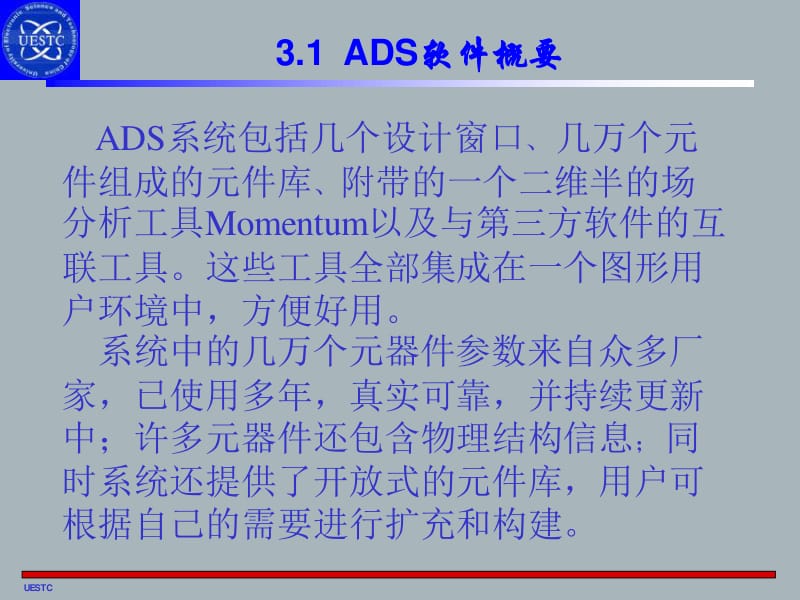 UESTC
University of Electronic Science and Technology of China
3.1 ADS软件概要
ADS系统包括几个设计窗口、几万个元
件组成的元件库、附带的一个二维半的场
分析工具Momentum以及与第三方软件的互
联工具。这些工具全部集成在一个图形用
户环境中，方便好用。
系统中的几万个元器件参数来自众多厂
家，已使用多年，真实可靠，并持续更新
中；许多元器件还包含物理结构信息；同
时系统还提供了开放式的元件库，用户可
根据自己的需要进行扩充和构建。
UESTC